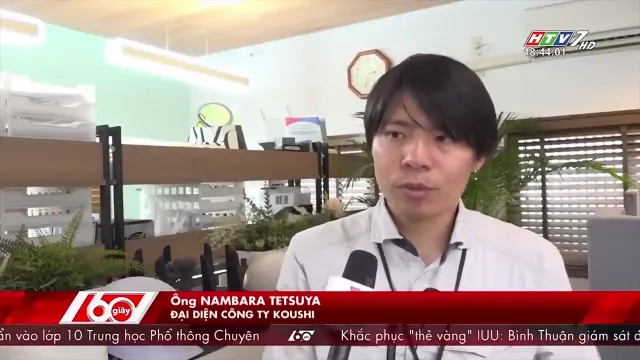 HTV7 HD
18:44:01
60 giây
Ông NAMBARA TETSUYA
ĐẠI DIỆN CÔNG TY KOUSHI
ẩn vào lớp 10 Trung học Phổ thông Chuyên 60 Khắc phục "thẻ vàng" IUU: Bình Thuận giám sát